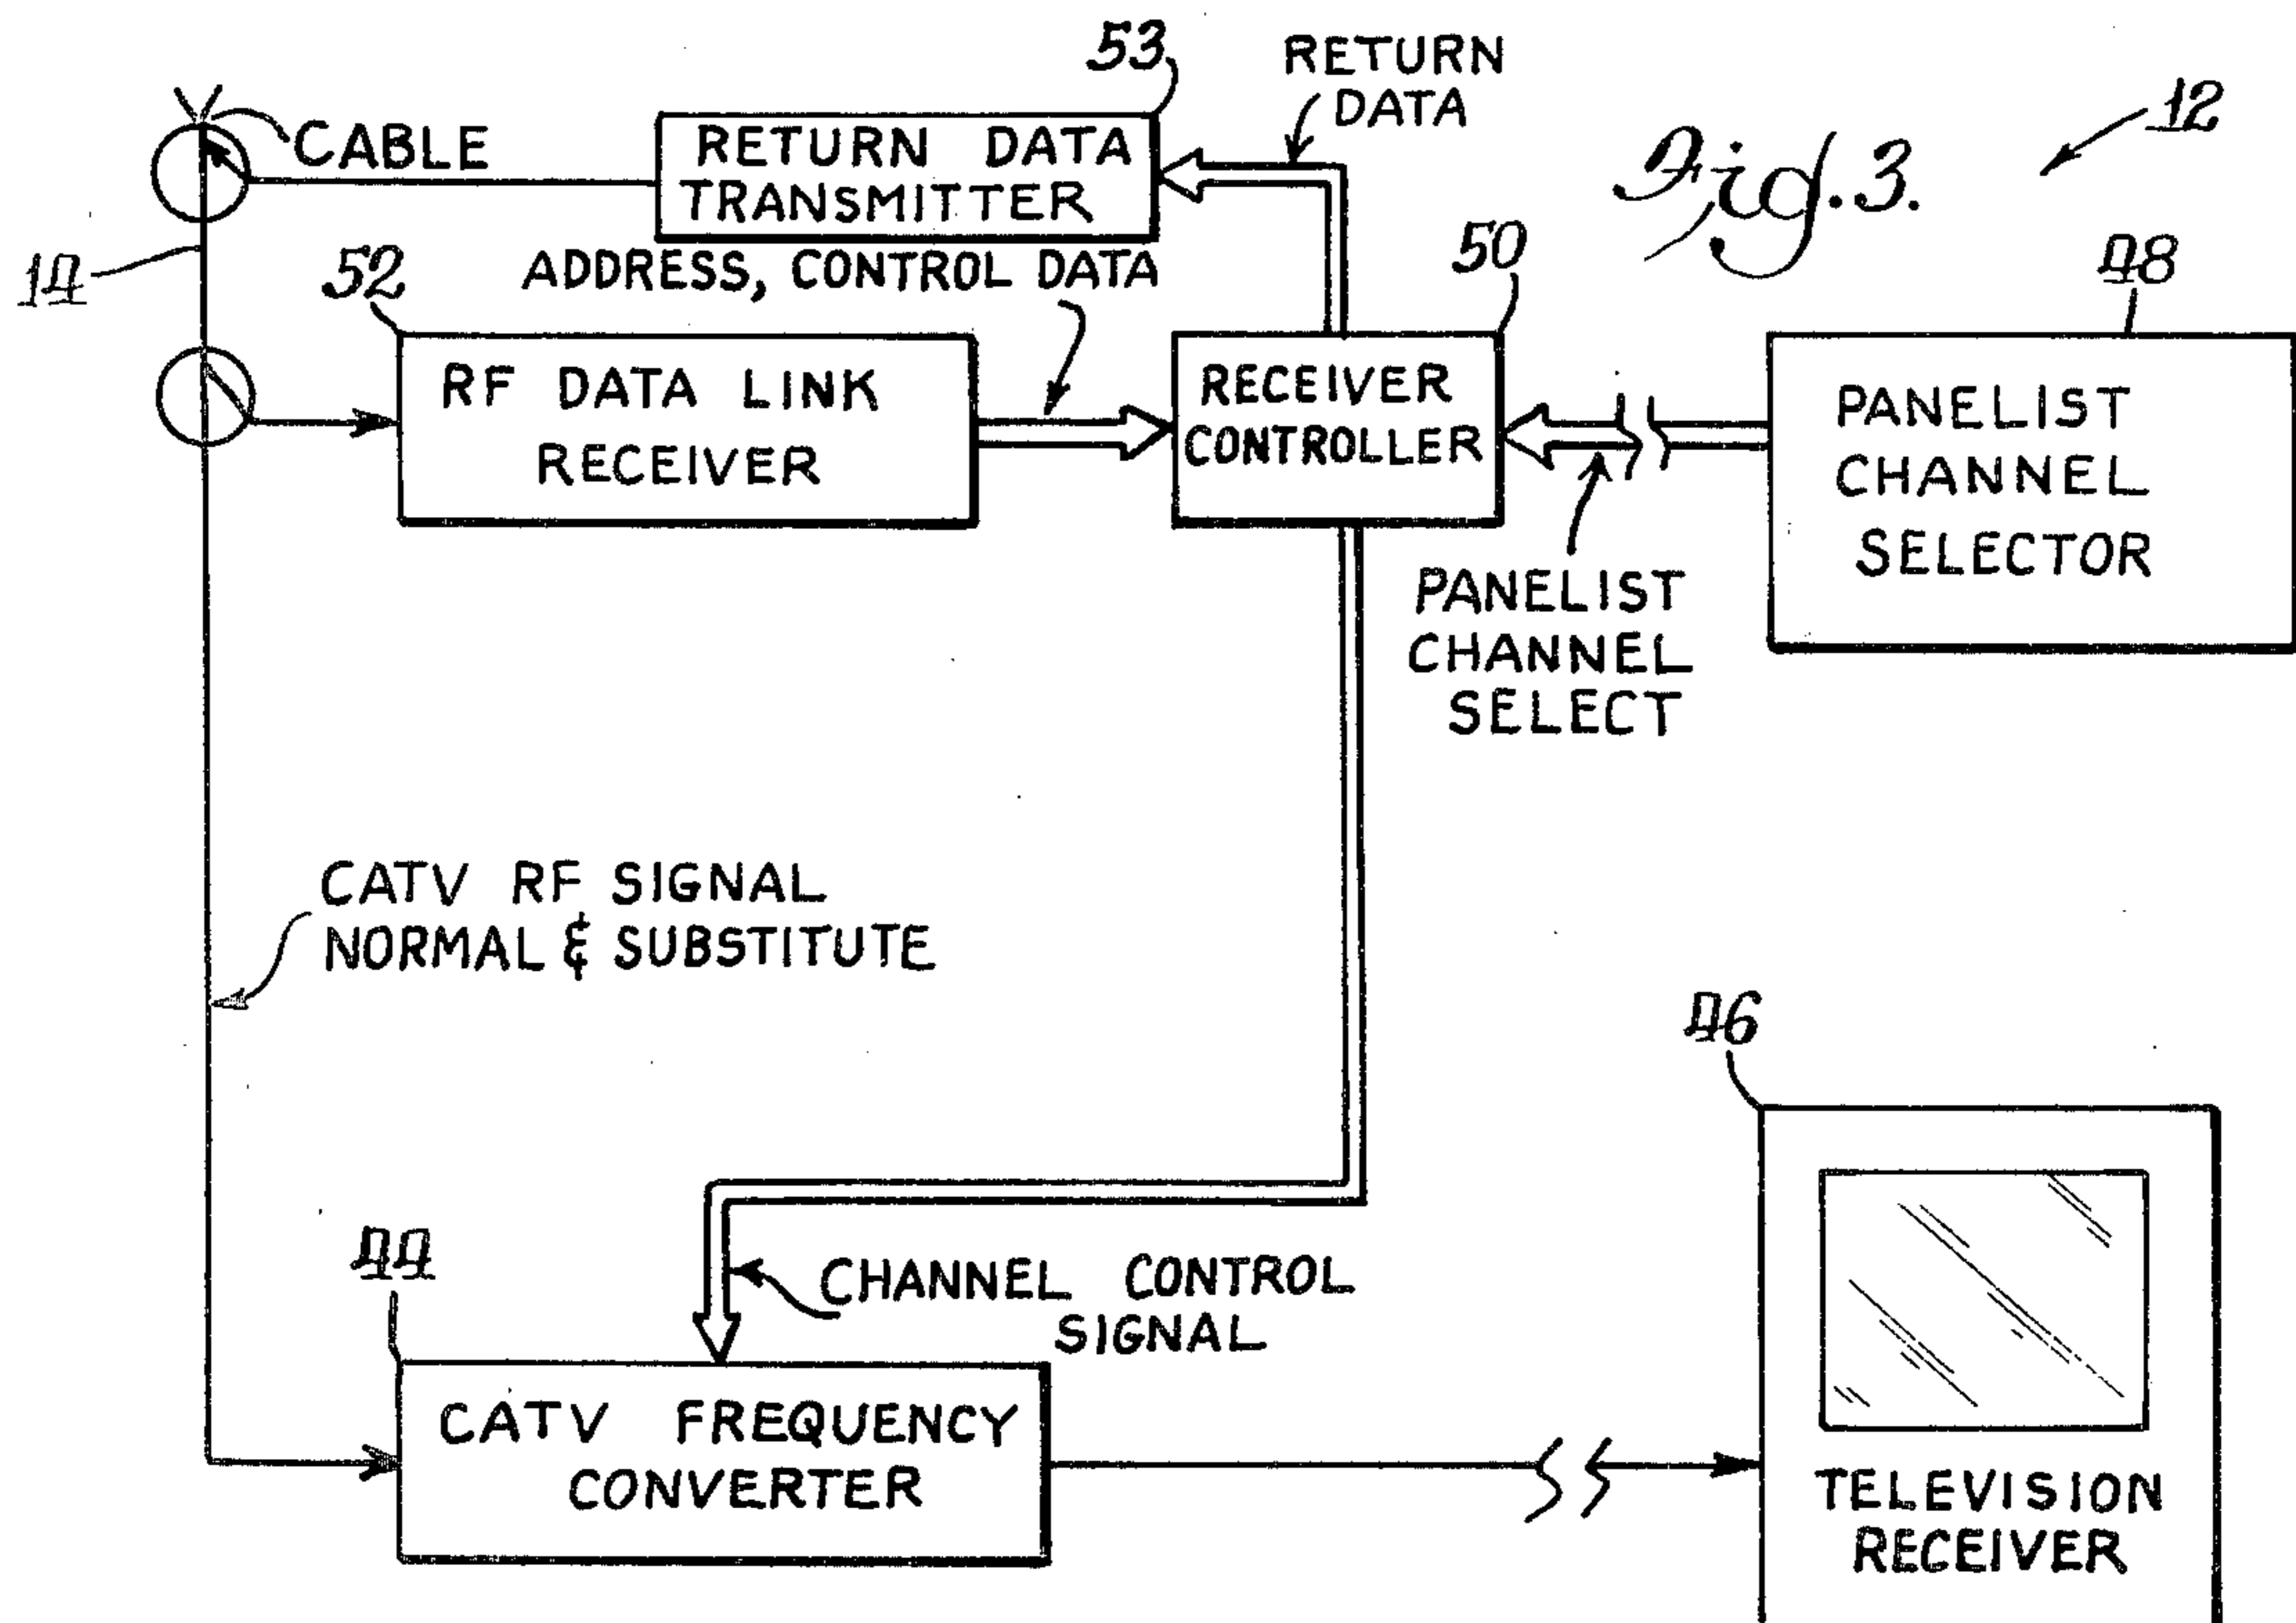 53
RETURN
DATA
12
CABLE
RETURN DATA
TRANSMITTER
Fig. 3.
14
52
ADDRESS, CONTROL DATA
50
48
RF DATA LINK
RECEIVER
RECEIVER
CONTROLLER
PANELIST
CHANNEL
SELECTOR
PANELIST
CHANNEL
SELECT
CATV RF SIGNAL
NORMAL & SUBSTITUTE
46
44
CHANNEL CONTROL
SIGNAL
CATV FREQUENCY
CONVERTER
TELEVISION
RECEIVER